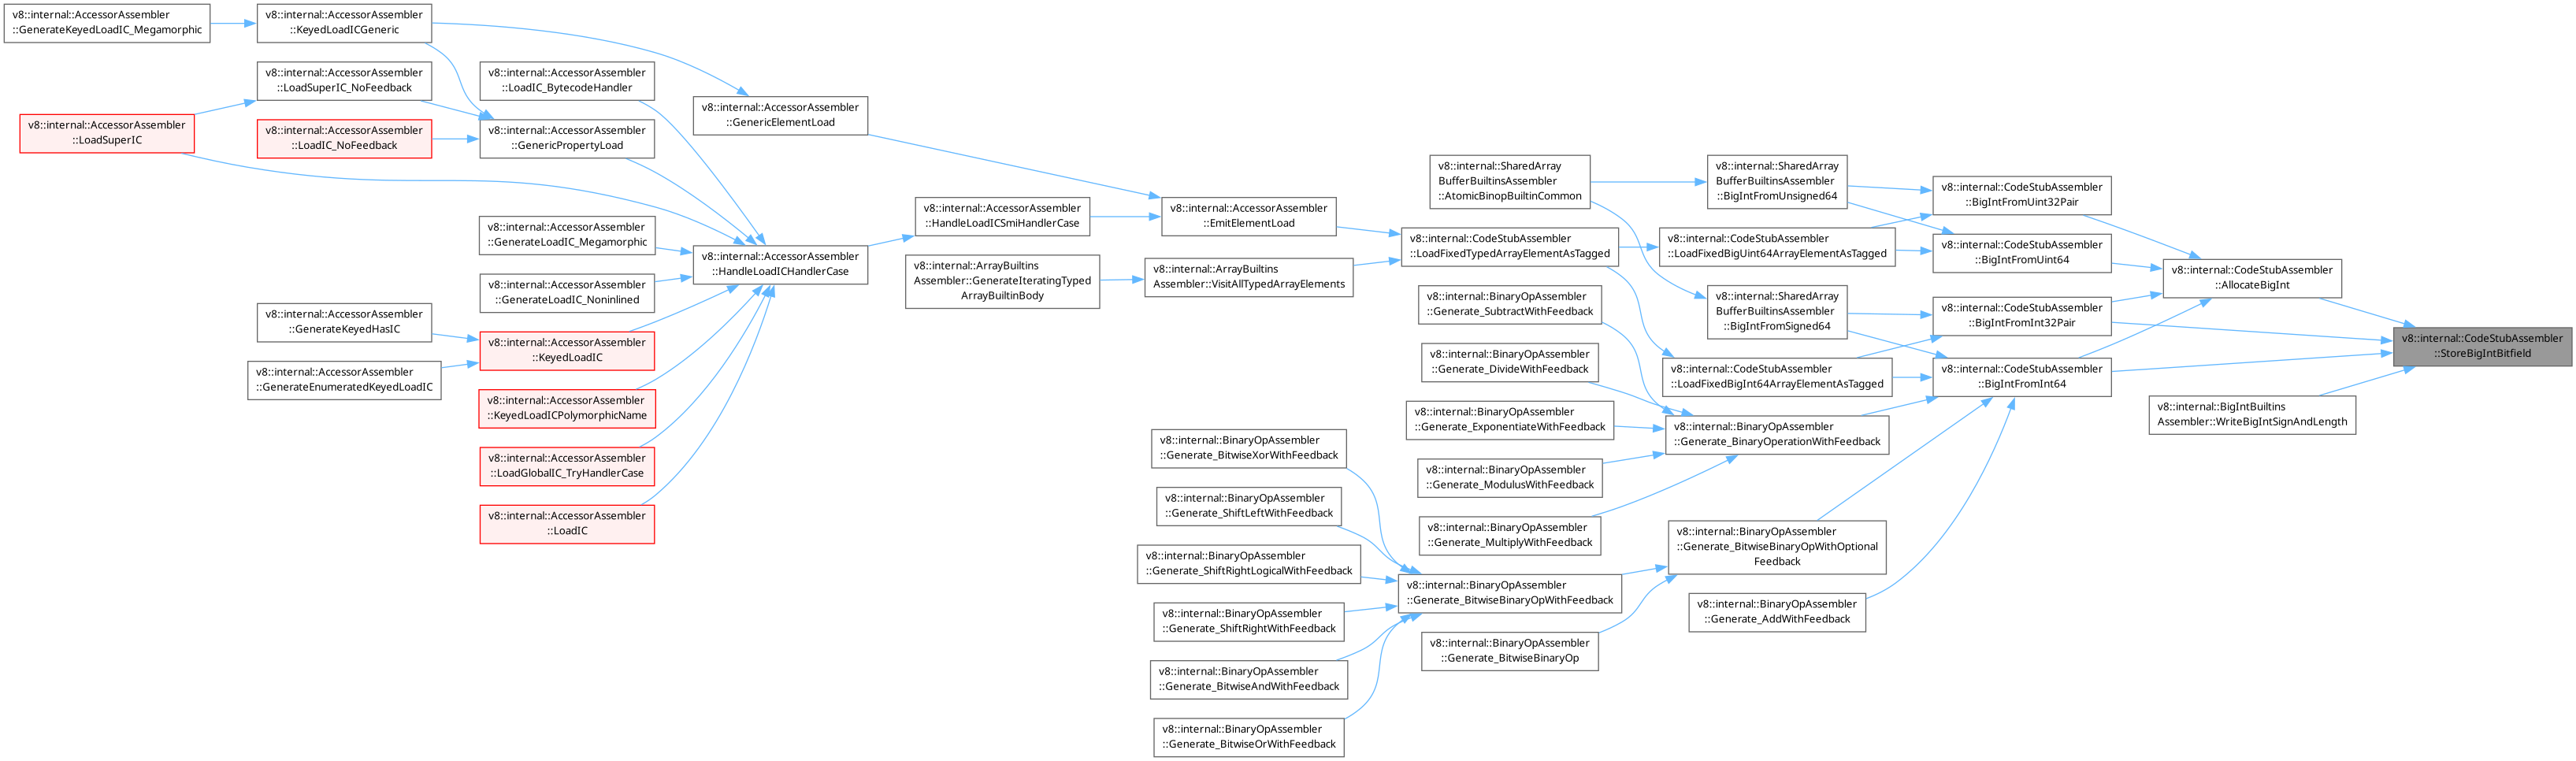 v8::internal::AccessorAssembler
::GenerateKeyedLoadIC_Megamorphic
v8::internal::AccessorAssembler
::KeyedLoadICGeneric
v8::internal::AccessorAssembler
::LoadSuperIC_NoFeedback
v8::internal::AccessorAssembler
::LoadSuperIC
v8::internal::AccessorAssembler
::LoadIC_NoFeedback
v8::internal::AccessorAssembler
::GenerateKeyedHasIC
v8::internal::AccessorAssembler
::GenerateEnumeratedKeyedLoadIC
v8::internal::AccessorAssembler
::LoadIC_BytecodeHandler
v8::internal::AccessorAssembler
::GenericPropertyLoad
v8::internal::AccessorAssembler
::GenerateLoadIC_Megamorphic
v8::internal::AccessorAssembler
::GenerateLoadIC_Noninlined
v8::internal::AccessorAssembler
::KeyedLoadIC
v8::internal::AccessorAssembler
::KeyedLoadICPolymorphicName
v8::internal::AccessorAssembler
::LoadGlobalIC_TryHandlerCase
v8::internal::AccessorAssembler
::LoadIC
v8::internal::AccessorAssembler
::GenericElementLoad
v8::internal::AccessorAssembler
::HandleLoadICHandlerCase
v8::internal::AccessorAssembler
::HandleLoadICSmiHandlerCase
v8::internal::ArrayBuiltins
Assembler::GenerateIteratingTyped
ArrayBuiltinBody
v8::internal::AccessorAssembler
::EmitElementLoad
v8::internal::ArrayBuiltins
Assembler::VisitAllTypedArrayElements
v8::internal::BinaryOpAssembler
::Generate_BitwiseXorWithFeedback
v8::internal::BinaryOpAssembler
::Generate_ShiftLeftWithFeedback
v8::internal::BinaryOpAssembler
::Generate_ShiftRightLogicalWithFeedback
v8::internal::BinaryOpAssembler
::Generate_ShiftRightWithFeedback
v8::internal::BinaryOpAssembler
::Generate_BitwiseAndWithFeedback
v8::internal::BinaryOpAssembler
::Generate_BitwiseOrWithFeedback
v8::internal::SharedArray
BufferBuiltinsAssembler
::AtomicBinopBuiltinCommon
v8::internal::CodeStubAssembler
::LoadFixedTypedArrayElementAsTagged
v8::internal::BinaryOpAssembler
::Generate_SubtractWithFeedback
v8::internal::BinaryOpAssembler
::Generate_DivideWithFeedback
v8::internal::BinaryOpAssembler
::Generate_ExponentiateWithFeedback
v8::internal::BinaryOpAssembler
::Generate_ModulusWithFeedback
v8::internal::BinaryOpAssembler
::Generate_MultiplyWithFeedback
v8::internal::BinaryOpAssembler
::Generate_BitwiseBinaryOpWithFeedback
v8::internal::BinaryOpAssembler
::Generate_BitwiseBinaryOp
v8::internal::SharedArray
BufferBuiltinsAssembler
::BigIntFromUnsigned64
v8::internal::CodeStubAssembler
::LoadFixedBigUint64ArrayElementAsTagged
v8::internal::SharedArray
BufferBuiltinsAssembler
::BigIntFromSigned64
v8::internal::CodeStubAssembler
::LoadFixedBigInt64ArrayElementAsTagged
v8::internal::BinaryOpAssembler
::Generate_BinaryOperationWithFeedback
v8::internal::BinaryOpAssembler
::Generate_BitwiseBinaryOpWithOptional
Feedback
v8::internal::BinaryOpAssembler
::Generate_AddWithFeedback
v8::internal::CodeStubAssembler
::BigIntFromUint32Pair
v8::internal::CodeStubAssembler
::BigIntFromUint64
v8::internal::CodeStubAssembler
::BigIntFromInt32Pair
v8::internal::CodeStubAssembler
::BigIntFromInt64
v8::internal::CodeStubAssembler
::AllocateBigInt
v8::internal::BigIntBuiltins
Assembler::WriteBigIntSignAndLength
v8::internal::CodeStubAssembler
::StoreBigIntBitfield